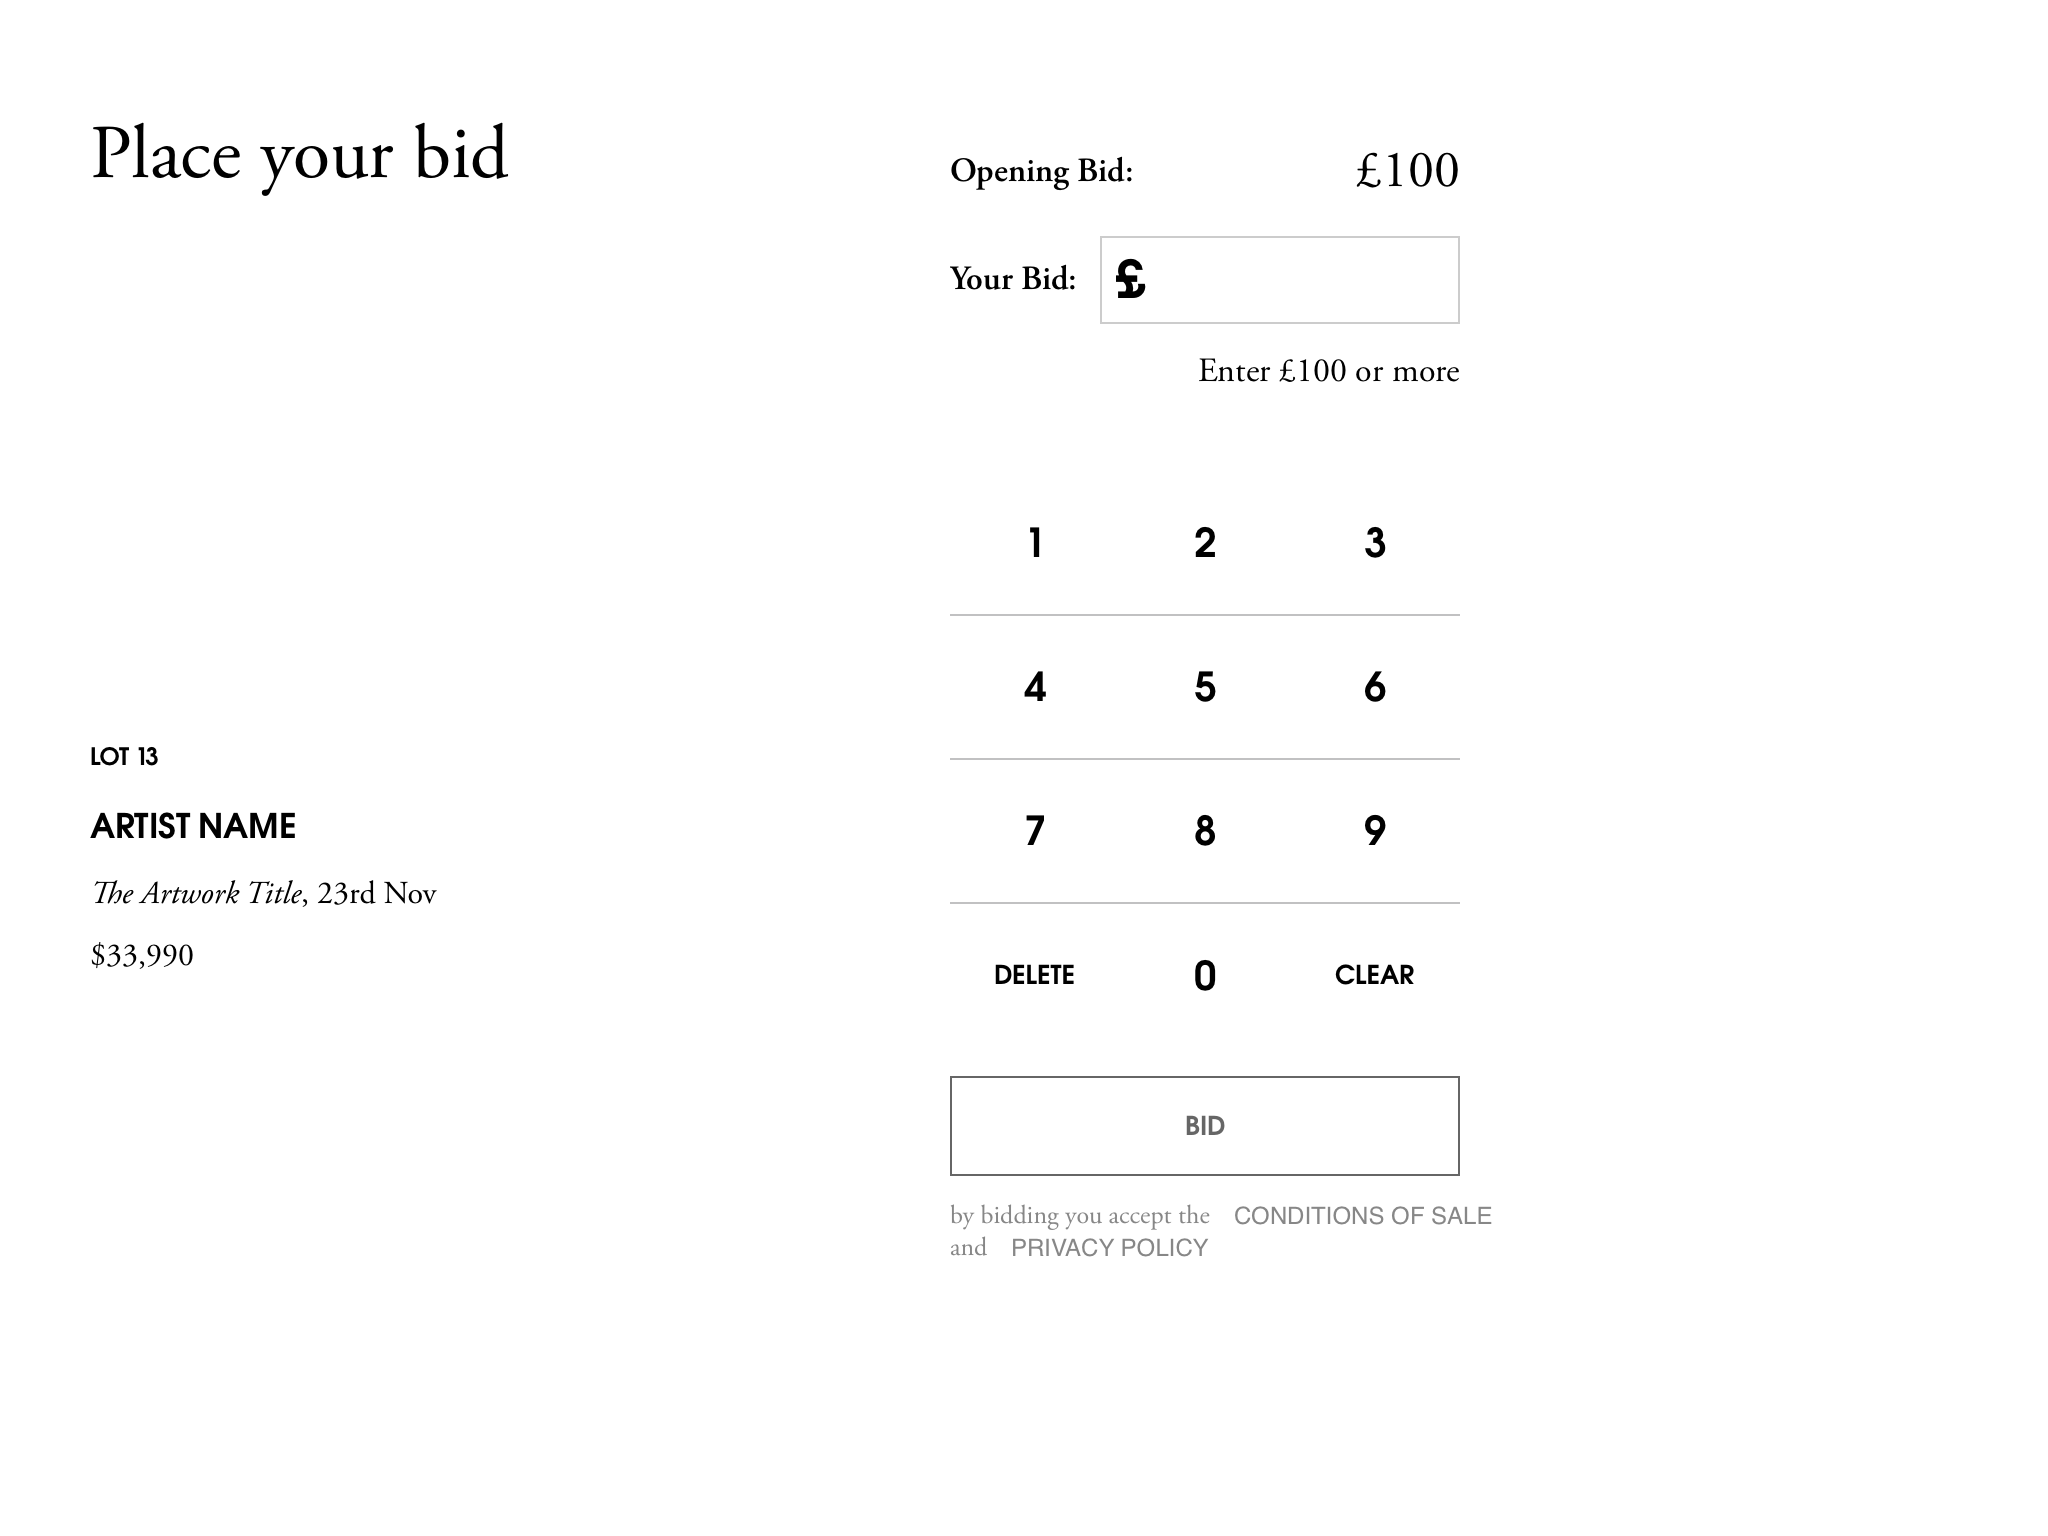 Place your bid
LOT 13
ARTIST NAME
The Artwork Title, 23rd Nov
$33,990
Opening Bid: £100
Your Bid: £
Enter £100 or more
1 2 3
4 5 6
7 8 9
DELETE 0 CLEAR
BID
by bidding you accept the CONDITIONS OF SALE
and PRIVACY POLICY